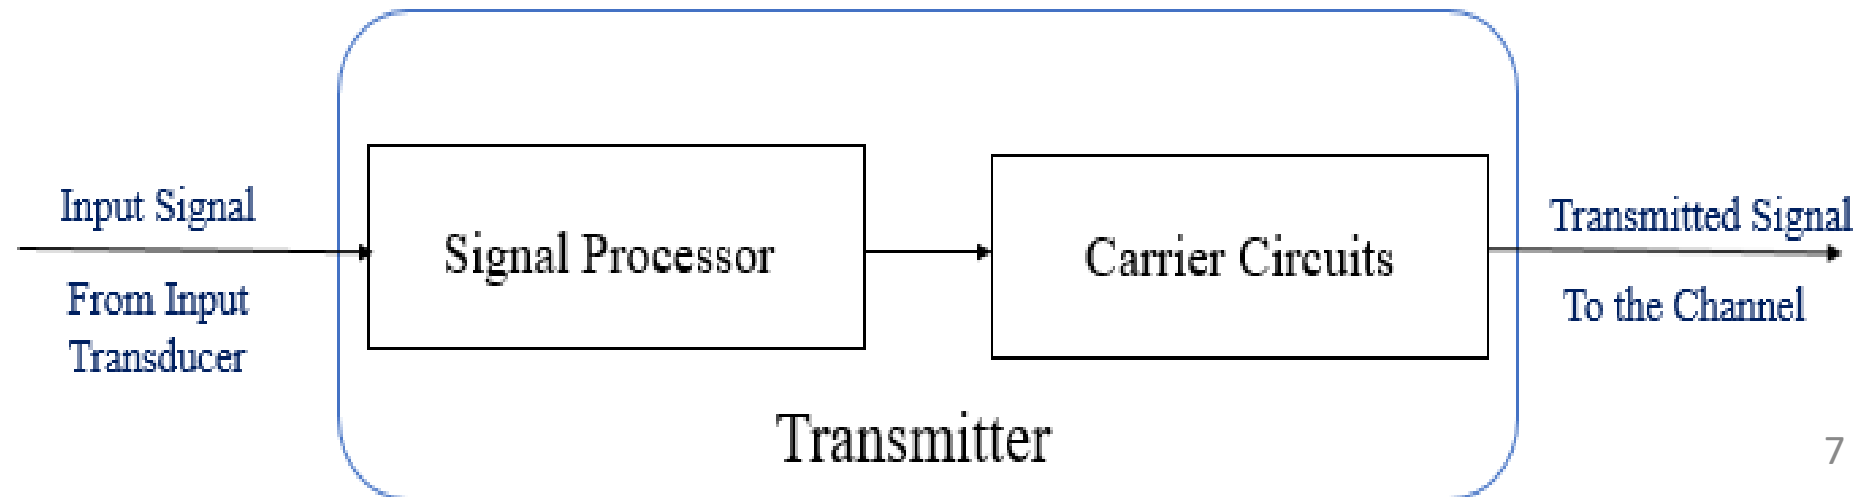 Input Signal
From Input
Transducer
Signal Processor
Carrier Circuits
Transmitted Signal
To the Channel
Transmitter
7